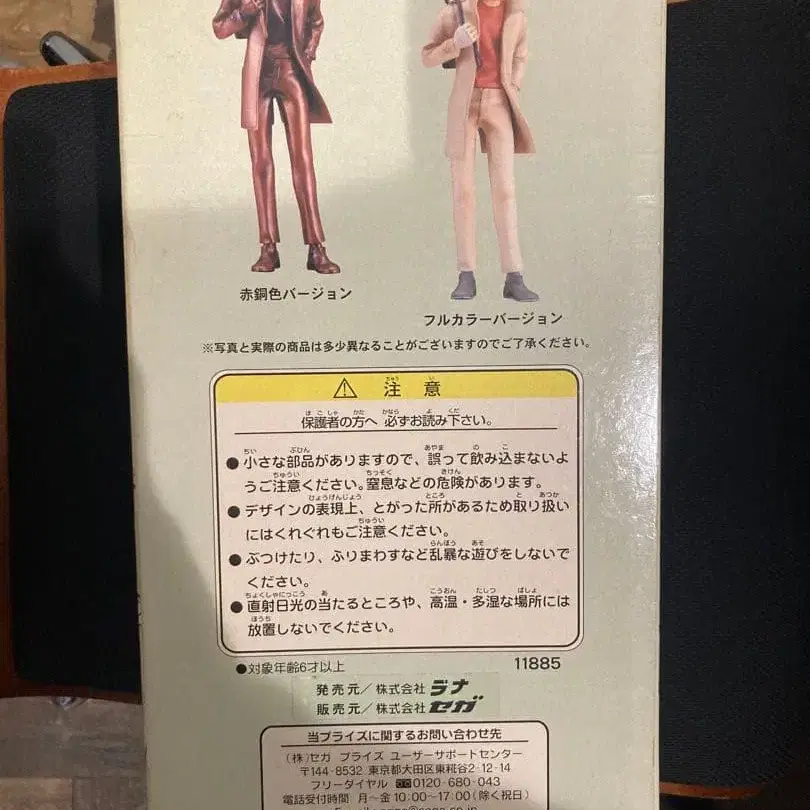 赤銅色バージョン
フルカラーバージョン
※写真と実際の商品は多少異なることがございますのでご了承ください。
⚠ 注意
保護者の方へ 必ずお読み下さい。
●小さな部品がありますので、誤って飲み込まないよ
うご注意ください。窒息などの危険があります。
●デザインの表現上、とがった所があるため取り扱い
にはくれぐれもご注意ください。
●ぶつけたり、ふりまわすなど乱暴な遊びをしないで
ください。
●直射日光の当たるところや、高温・多湿な場所には
放置しないでください。
●対象年齢6才以上
11885
発売元/株式会社 ラナ
販売元/株式会社 セガ
当プライズに関するお問い合わせ先
(株)セガ プライズ ユーザーサポートセンター
〒144-8532 東京都大田区東糀谷2-12-14
フリーダイヤル 0120-680-043
電話受付時間 月~金 10:00~17:00(除く祝日)